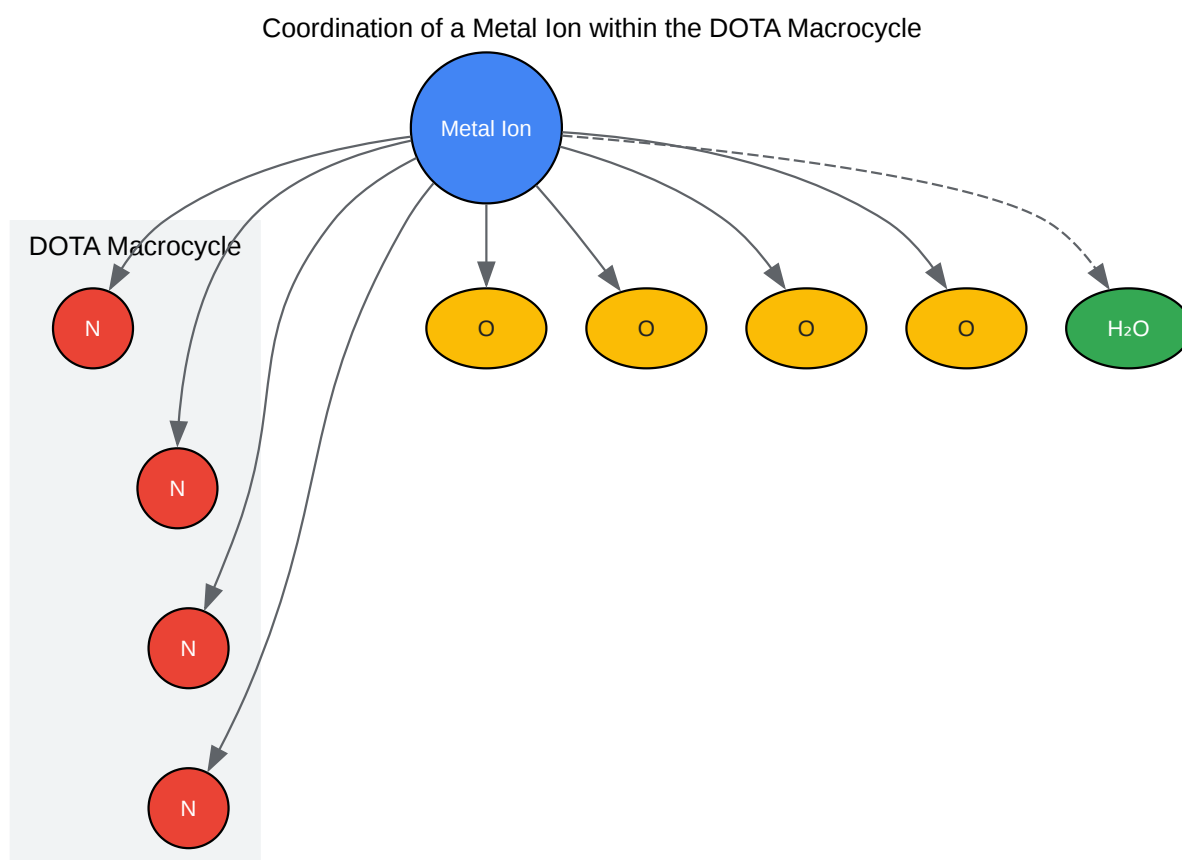 Coordination of a Metal Ion within the DOTA Macrocycle
Metal Ion
DOTA Macrocycle
N
O
O
O
O
H₂O
N
N
N